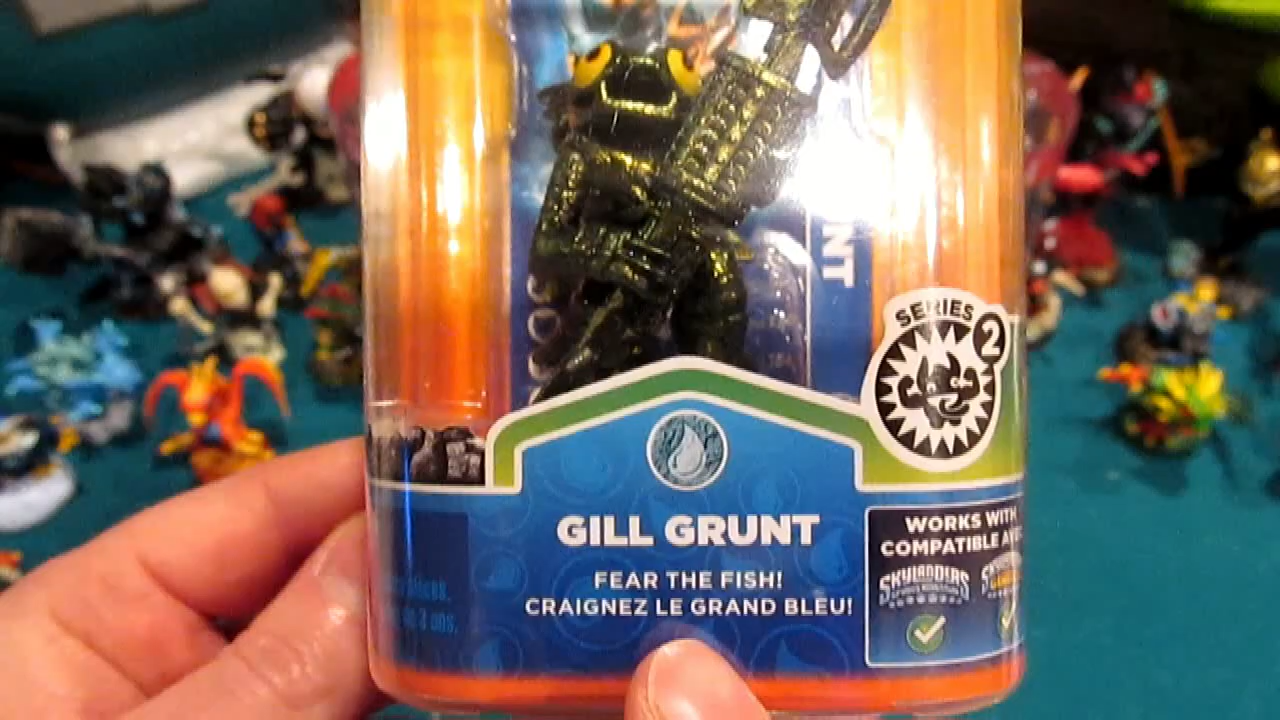 SERIES 2
GILL GRUNT
FEAR THE FISH!
CRAIGNEZ LE GRAND BLEU!
WORKS WITH
COMPATIBLE
SKYLANDERS